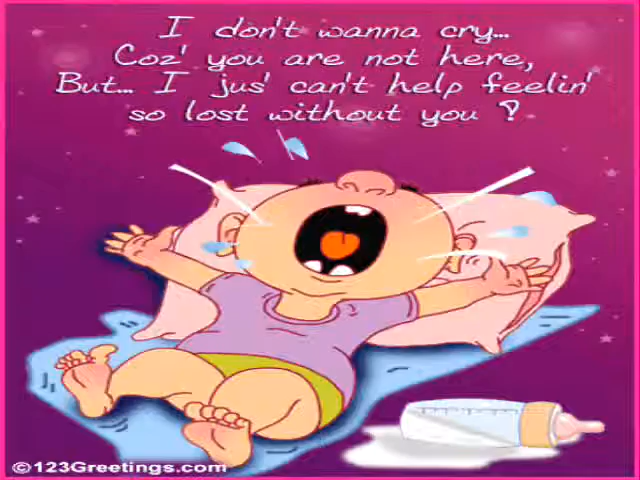 I don't wanna cry...
Coz' you are not here,
But... I jus' can't help feelin'
so lost without you !
©123Greetings.com